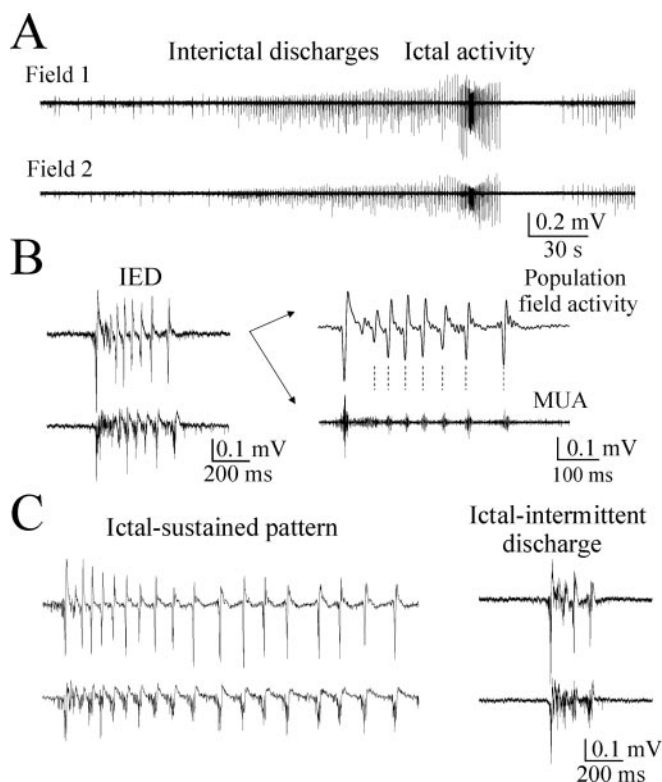 A
Interictal discharges Ictal activity
Field 1
Field 2
0.2 mV
30 s
B
IED
Population
field activity
MUA
0.1 mV
200 ms
0.1 mV
100 ms
C
Ictal-sustained pattern
Ictal-intermittent
discharge
0.1 mV
200 ms